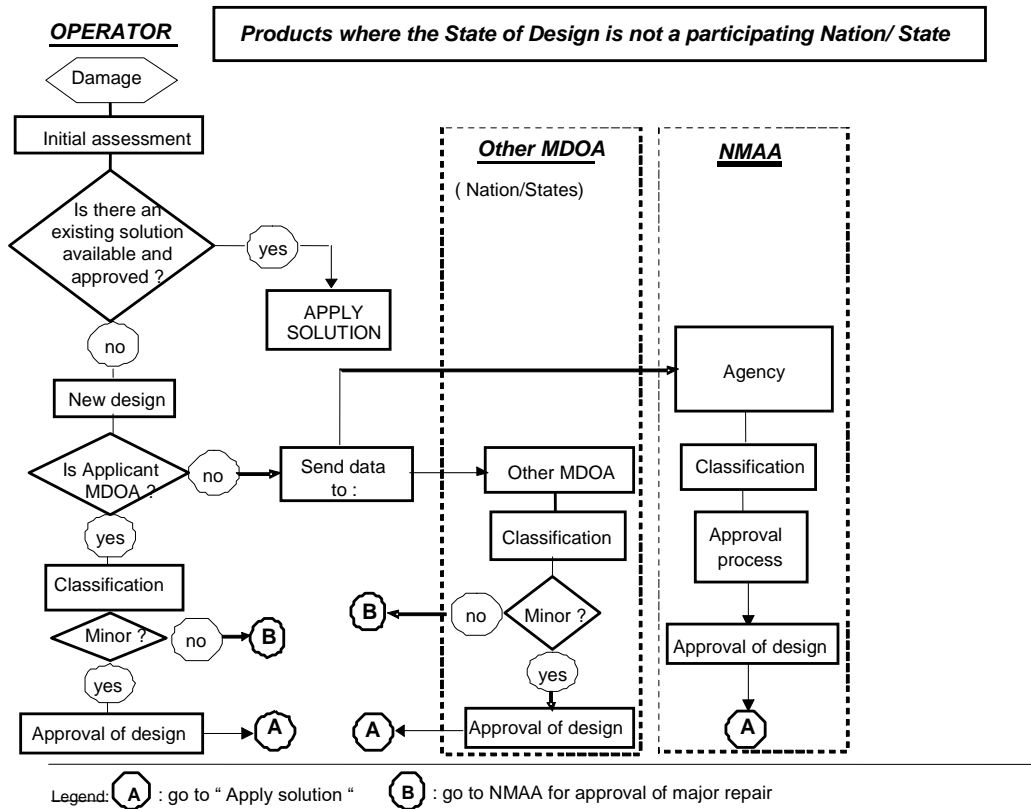 OPERATOR
Products where the State of Design is not a participating Nation/ State
Damage
Initial assessment
Is there an
existing solution
available and
approved ?
yes
APPLY
SOLUTION
no
New design
Is Applicant
MDOA ?
no
Send data
to :
yes
Classification
Minor ?
no
B
yes
Approval of design
A
Other MDOA
( Nation/States)
Other MDOA
Classification
Minor ?
no
B
yes
Approval of design
A
NMAA
Agency
Classification
Approval
process
Approval of design
A
Legend: A : go to “ Apply solution “ B : go to NMAA for approval of major repair